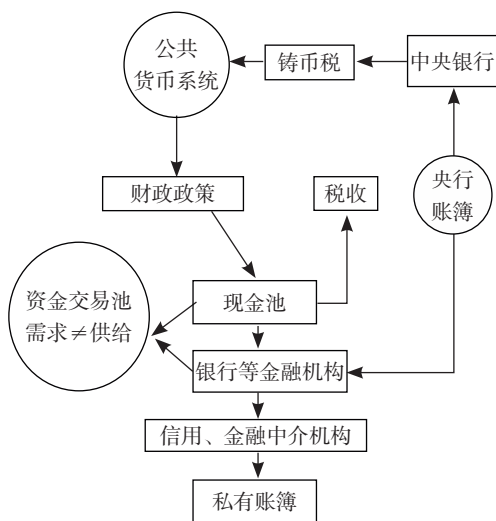 公共
货币系统
铸币税
中央银行
财政政策
税收
央行
账簿
资金交易池
需求≠供给
现金池
银行等金融机构
信用、金融中介机构
私有账簿